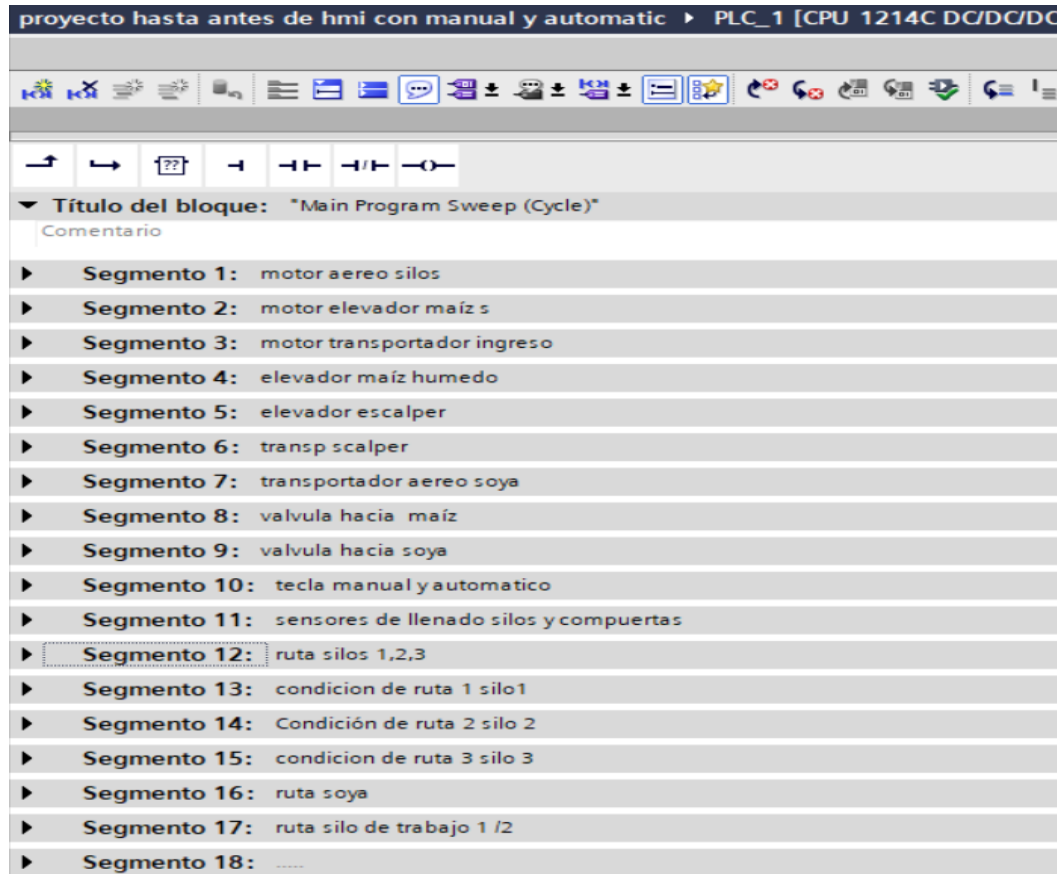 proyecto hasta antes de hmi con manual y automatic ▸ PLC_1 [CPU 1214C DC/DC/DC
??
Título del bloque: "Main Program Sweep (Cycle)"
Comentario
Segmento 1: motor aereo silos
Segmento 2: motor elevador maíz s
Segmento 3: motor transportador ingreso
Segmento 4: elevador maíz humedo
Segmento 5: elevador escalper
Segmento 6: transp scalper
Segmento 7: transportador aereo soya
Segmento 8: valvula hacia maíz
Segmento 9: valvula hacia soya
Segmento 10: tecla manual y automatico
Segmento 11: sensores de llenado silos y compuertas
Segmento 12: ruta silos 1,2,3
Segmento 13: condicion de ruta 1 silo1
Segmento 14: Condición de ruta 2 silo 2
Segmento 15: condicion de ruta 3 silo 3
Segmento 16: ruta soya
Segmento 17: ruta silo de trabajo 1 /2
Segmento 18: .....